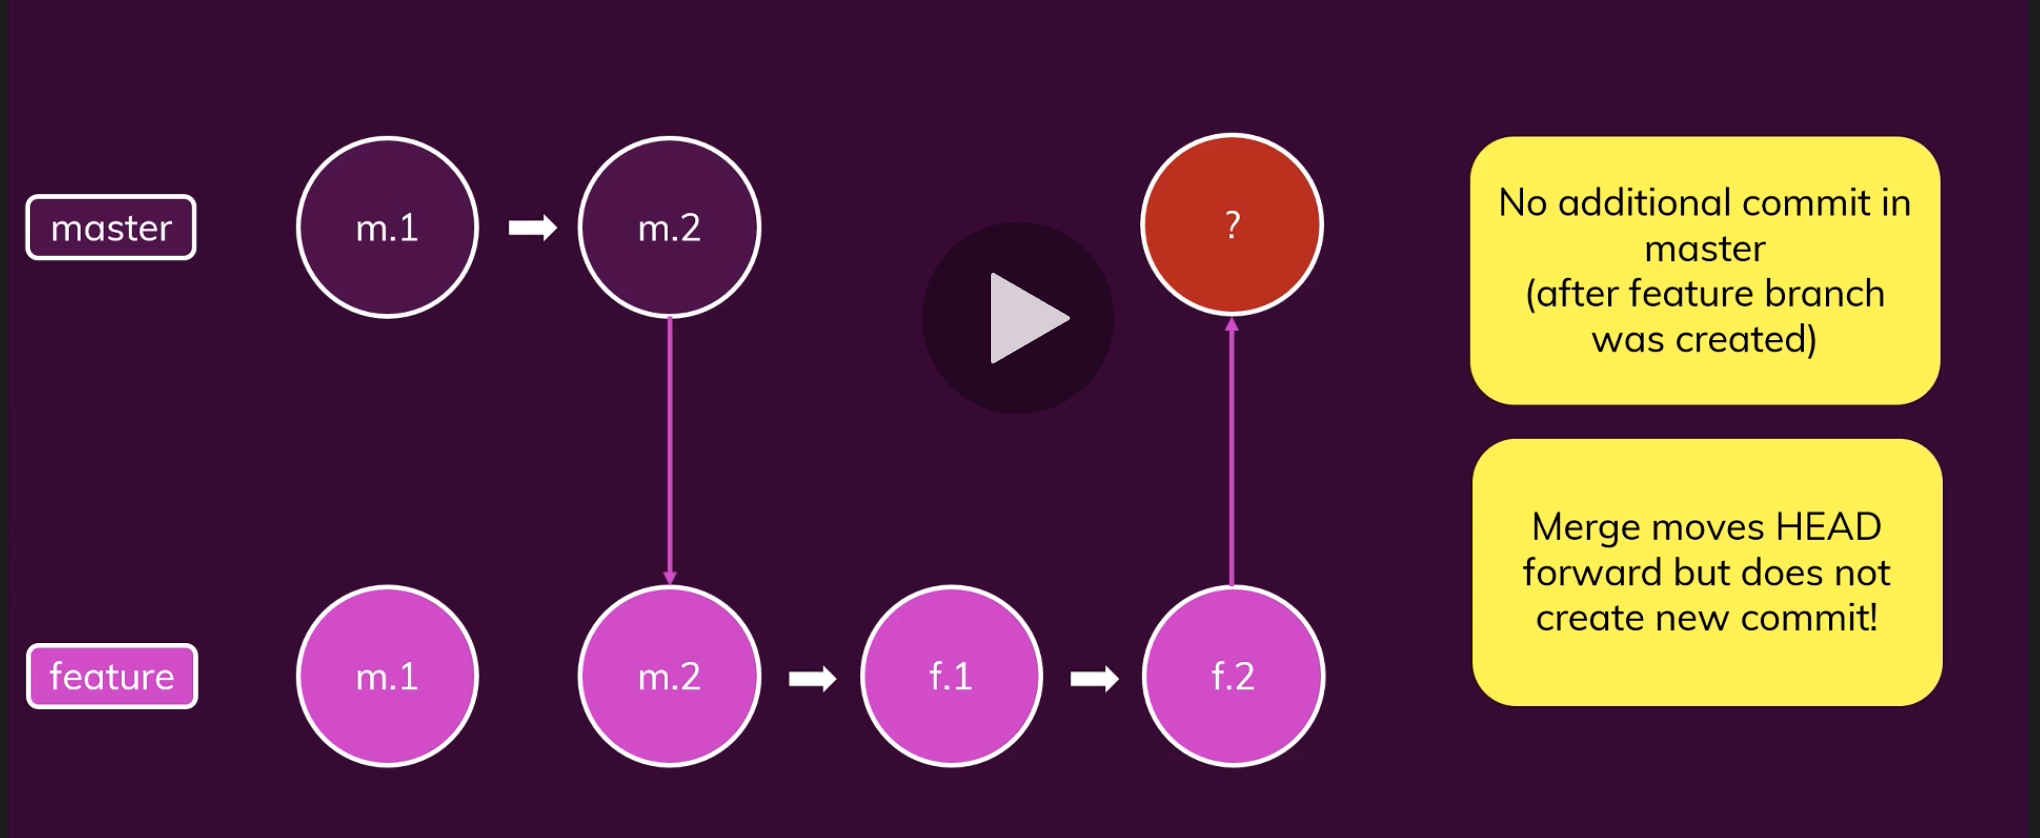 master
m.1
m.2
?
No additional commit in
master
(after feature branch
was created)
Merge moves HEAD
forward but does not
create new commit!
feature
m.1
m.2
f.1
f.2